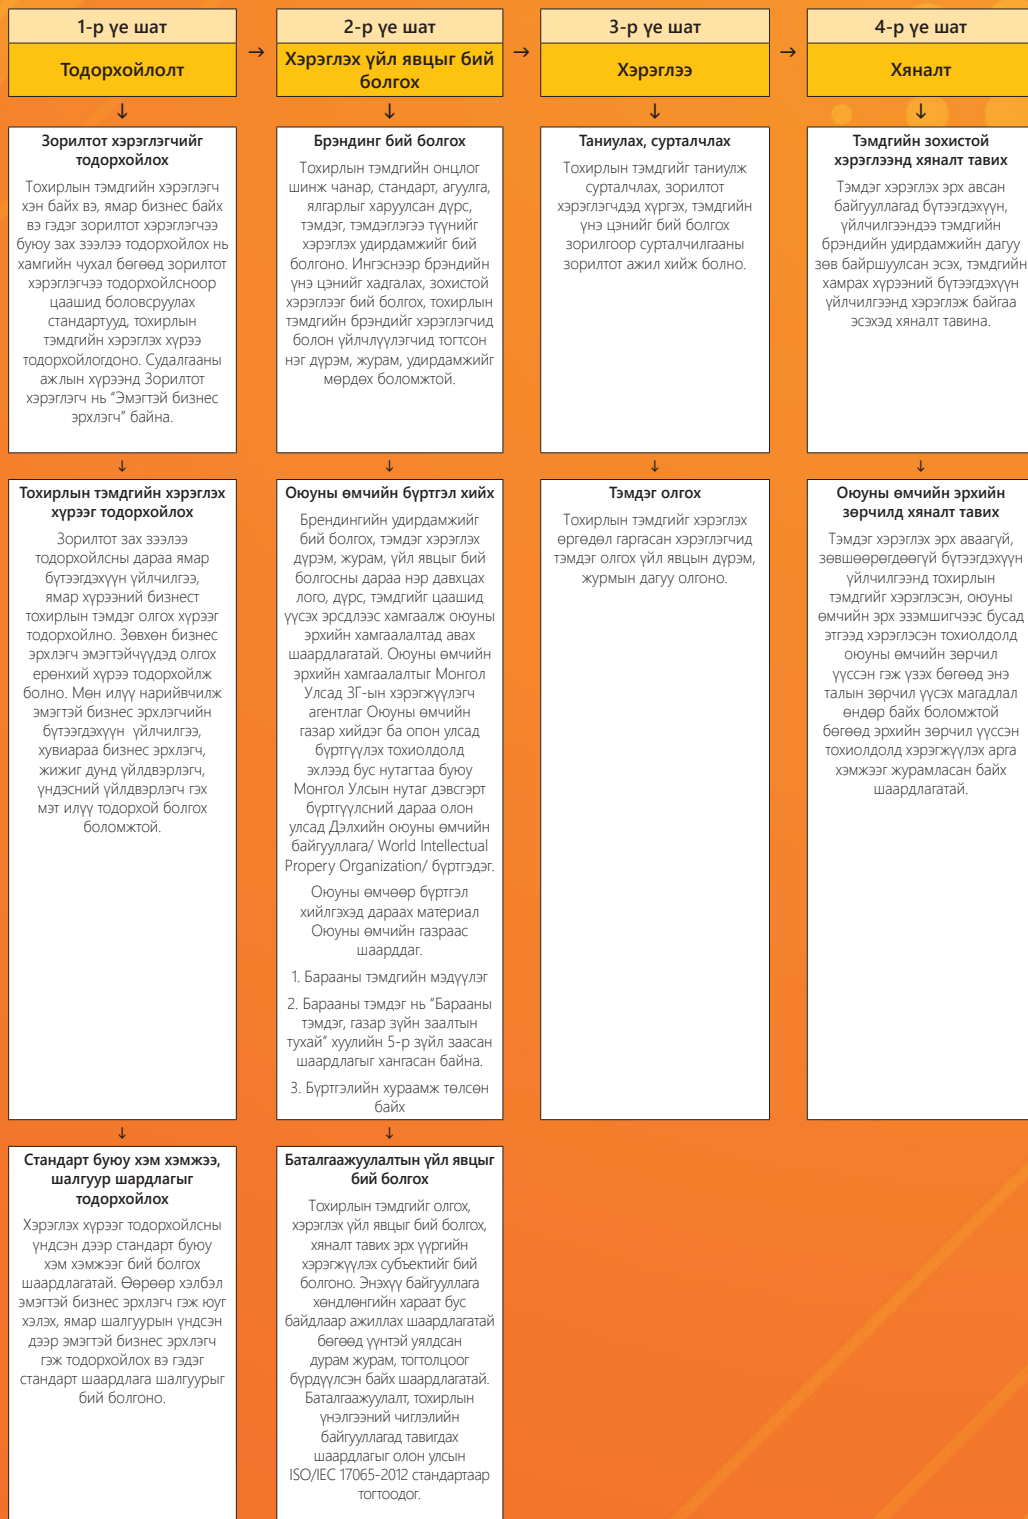 1-р үе шат
Тодорхойлолт
↓
Зорилтот хэрэглэгчийг
тодорхойлох
Тохирлын тэмдгийн хэрэглэгч
хэн байх вэ, ямар бизнес байх
вэ гэдэг зорилтот хэрэглэгчээ
буюу зах зээлээ тодорхойлох нь
хамгийн чухал бөгөөд зорилтот
хэрэглэгчээ тодорхойлсноор
цаашид боловсруулах
стандартууд, тохирлын
тэмдгийн хэрэглэх хүрээ
тодорхойлогдоно. Судалгааны
ажлын хүрээнд Зорилтот
хэрэглэгч нь “Эмэгтэй бизнес
эрхлэгч” байна.
↓
Тохирлын тэмдгийн хэрэглэх
хүрээг тодорхойлох
Зорилтот зах зээлээ
тодорхойлсны дараа ямар
бүтээгдэхүүн үйлчилгээ,
ямар хүрээний бизнест
тохирлын тэмдэг олгох хүрээг
тодорхойлно. Зөвхөн бизнес
эрхлэгч эмэгтэйчүүдэд олгох
ерөнхий хүрээ тодорхойлж
болно. Мөн илүү нарийвчилж
эмэгтэй бизнес эрхлэгчийн
бүтээгдэхүүн үйлчилгээ,
хувиараа бизнес эрхлэгч,
жижиг дунд үйлдвэрлэгч,
үндэсний үйлдвэрлэгч гэх
мэт илүү тодорхой болгох
боломжтой.
↓
Стандарт буюу хэм хэмжээ,
шалгуур шардлагыг
тодорхойлох
Хэрэглэх хүрээг тодорхойлсны
үндсэн дээр стандарт буюу
хэм хэмжээг бий болгох
шаардлагатай. Өөрөөр хэлбэл
эмэгтэй бизнес эрхлэгч гэж юуг
хэлэх, ямар шалгуурын үндсэн
дээр эмэгтэй бизнес эрхлэгч
гэж тодорхойлох вэ гэдэг
стандарт шаардлага шалгуурыг
бий болгоно.
→
2-р үе шат
Хэрэглэх үйл явцыг бий
болгох
↓
Брэндинг бий болгох
Тохирлын тэмдгийн онцлог
шинж чанар, стандарт, агуулга,
ялгарлыг харуулсан дүрс,
тэмдэг, тэмдэглэгээ түүнийг
хэрэглэх удирдамжийг бий
болгоно. Ингэснээр брэндийн
үнэ цэнийг хадгалах, зохистой
хэрэглээг бий болгох, тохирлын
тэмдгийн брэндийг хэрэглэгчид
болон үйлчлүүлэгчид тогтсон
нэг дүрэм, журам, удирдамжийг
мөрдөх боломжтой.
↓
Оюуны өмчийн бүртгэл хийх
Брендингийн удирдамжийг
бий болгох, тэмдэг хэрэглэх
дүрэм, журам, үйл явцыг бий
болгосны дараа нэр давхцах
лого, дүрс, тэмдгийг цаашид
үүсэх эрсдлээс хамгаалж оюуны
эрхийн хамгаалалтад авах
шаардлагатай. Оюуны өмчийн
эрхийн хамгаалалтыг Монгол
Улсад ЗГ-ын хэрэгжүүлэгч
агентлаг Оюуны өмчийн
газар хийдэг ба опон улсад
бүртгүүлэх тохиолдолд
эхлээд бус нутагтаа буюу
Монгол Улсын нутаг дэвсгэрт
бүртгүүлсний дараа олон
улсад Дэлхийн оюуны өмчийн
байгууллага/ World Intellectual
Propery Organization/ бүртгэдэг.
Оюуны өмчөөр бүртгэл
хийлгэхэд дараах материал
Оюуны өмчийн газраас
шаарддаг.
1. Барааны тэмдгийн мэдүүлэг
2. Барааны тэмдэг нь “Барааны
тэмдэг, газар зүйн заалтын
тухай” хуулийн 5-р зүйл заасан
шаардлагыг хангасан байна.
3. Бүртгэлийн хураамж төлсөн
байх
↓
Баталгаажуулалтын үйл явцыг
бий болгох
Тохирлын тэмдгийг олгох,
хэрэглэх үйл явцыг бий болгох,
хяналт тавих эрх үүргийн
хэрэгжүүлэх субъектийг бий
болгоно. Энэхүү байгууллага
хөндлөнгийн хараат бус
байдлаар ажиллах шаардлагатай
бөгөөд үүнтэй уялдсан
дурам журам, тогтолцоог
бүрдүүлсэн байх шаардлагатай.
Баталгаажуулалт, тохирлын
үнэлгээний чиглэлийн
байгууллагад тавигдах
шаардлагыг олон улсын
ISO/IEC 17065-2012 стандартаар
тогтоодог.
→
3-р үе шат
Хэрэглээ
↓
Таниулах, сурталчлах
Тохирлын тэмдгийг таниулж
сурталчлах, зорилтот
хэрэглэгчдэд хүргэх, тэмдгийн
үнэ цэнийг бий болгох
зорилгоор сурталчилгааны
зорилтот ажил хийж болно.
↓
Тэмдэг олгох
Тохирлын тэмдгийг хэрэглэх
өргөдөл гаргасан хэрэглэгчид
тэмдэг олгох үйл явцын дүрэм,
журмын дагуу олгоно.
→
4-р үе шат
Хяналт
↓
Тэмдгийн зохистой
хэрэглээнд хяналт тавих
Тэмдэг хэрэглэх эрх авсан
байгууллагад бүтээгдэхүүн,
үйлчилгээндээ тэмдгийн
брэндийн удирдамжийн дагуу
зөв байршуулсан эсэх, тэмдгийн
хамрах хүрээний бүтээгдэхүүн
үйлчилгээнд хэрэглэж байгаа
эсэхэд хяналт тавина.
↓
Оюуны өмчийн эрхийн
зөрчилд хяналт тавих
Тэмдэг хэрэглэх эрх аваагүй,
зөвшөөрөгдөөгүй бүтээгдэхүүн
үйлчилгээнд тохирлын
тэмдгийг хэрэглэсэн, оюуны
өмчийн эрх эзэмшигчээс бусад
этгээд хэрэглэсэн тохиолдолд
оюуны өмчийн зөрчил
үүссэн гэж үзэх бөгөөд энэ
талын зөрчил үүсэх магадлал
өндөр байх боломжтой
бөгөөд эрхийн зөрчил үүссэн
тохиолдолд хэрэгжүүлэх арга
хэмжээг журамласан байх
шаардлагатай.